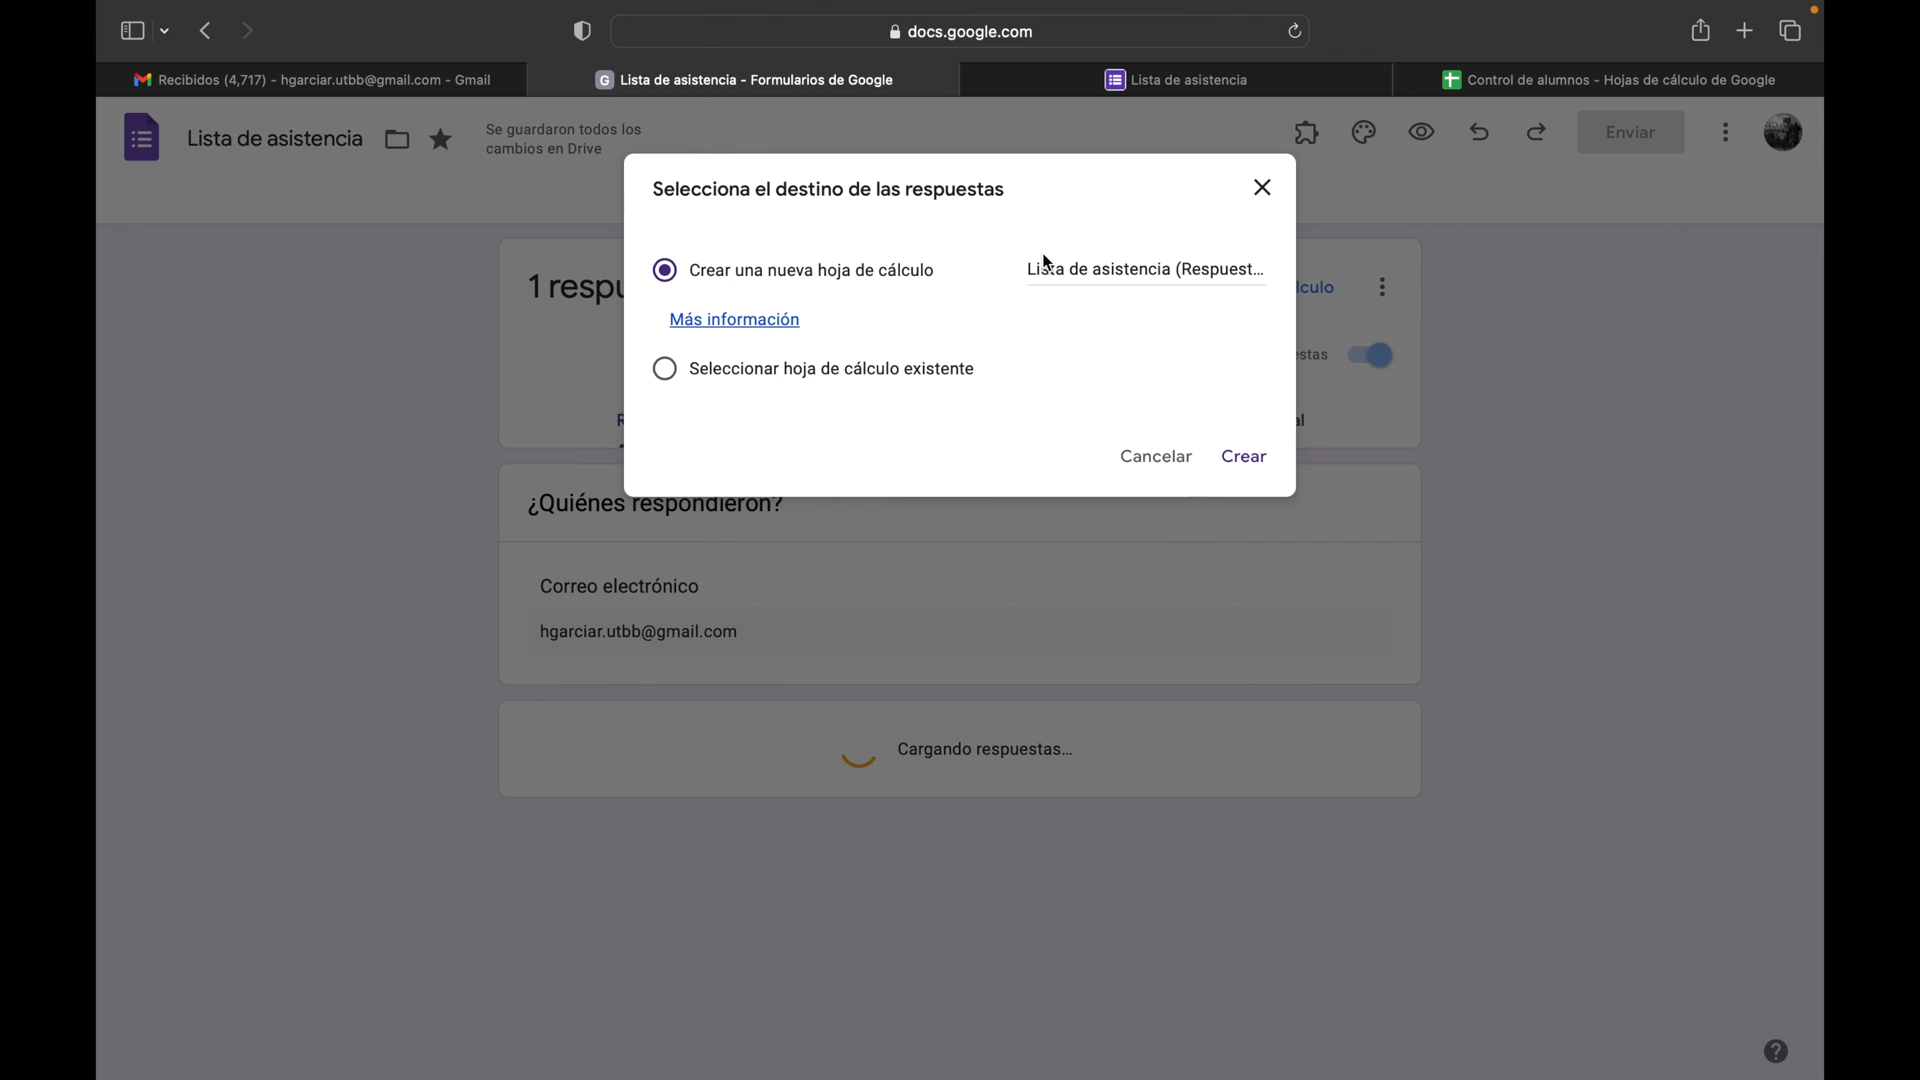 docs.google.com
Recibidos (4,717) - hgarciar.utbb@gmail.com - Gmail
G Lista de asistencia - Formularios de Google
Lista de asistencia
Control de alumnos - Hojas de cálculo de Google
Lista de asistencia
Se guardaron todos los
cambios en Drive
Enviar
Selecciona el destino de las respuestas
1 respu
Crear una nueva hoja de cálculo
Lista de asistencia (Respuest...
Más información
Seleccionar hoja de cálculo existente
Cancelar
Crear
¿Quiénes respondieron?
Correo electrónico
hgarciar.utbb@gmail.com
Cargando respuestas...
?